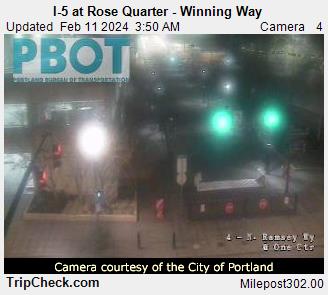 I-5 at Rose Quarter - Winning Way
Updated  Feb 11 2024  3:50 AM  Camera  4
PBOT
PORTLAND BUREAU OF TRANSPORTATION
4 - N. Ramsey Wy
@ One Ctr
Camera courtesy of the City of Portland
TripCheck.com  Milepost302.00